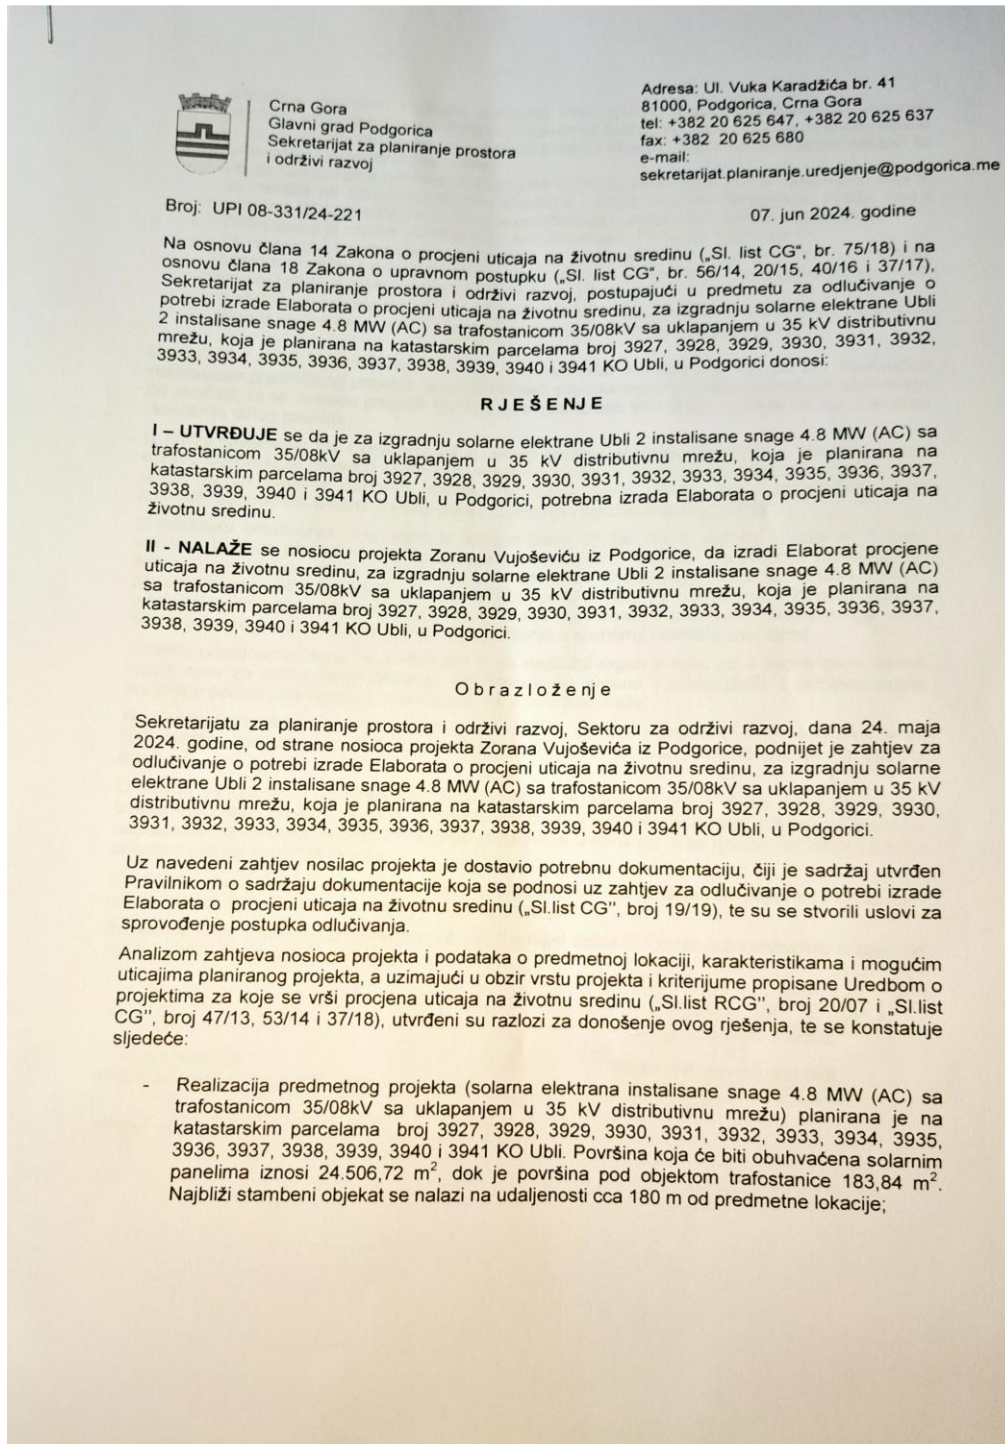 Crna Gora
Glavni grad Podgorica
Sekretarijat za planiranje prostora
i održivi razvoj
Adresa: Ul. Vuka Karadžića br. 41
81000, Podgorica, Crna Gora
tel: +382 20 625 647, +382 20 625 637
fax: +382 20 625 680
e-mail:
sekretarijat.planiranje.uredjenje@podgorica.me
Broj: UPI 08-331/24-221
07. jun 2024. godine
Na osnovu člana 14 Zakona o procjeni uticaja na životnu sredinu („Sl. list CG“, br. 75/18) i na
osnovu člana 18 Zakona o upravnom postupku („Sl. list CG“, br. 56/14, 20/15, 40/16 i 37/17),
Sekretarijat za planiranje prostora i održivi razvoj, postupajući u predmetu za odlučivanje o
potrebi izrade Elaborata o procjeni uticaja na životnu sredinu, za izgradnju solarne elektrane Ubli
2 instalisane snage 4.8 MW (AC) sa trafostanicom 35/08kV sa uklapanjem u 35 kV distributivnu
mrežu, koja je planirana na katastarskim parcelama broj 3927, 3928, 3929, 3930, 3931, 3932,
3933, 3934, 3935, 3936, 3937, 3938, 3939, 3940 i 3941 KO Ubli, u Podgorici donosi:
R J E Š E NJ E
I – UTVRĐUJE se da je za izgradnju solarne elektrane Ubli 2 instalisane snage 4.8 MW (AC) sa
trafostanicom 35/08kV sa uklapanjem u 35 kV distributivnu mrežu, koja je planirana na
katastarskim parcelama broj 3927, 3928, 3929, 3930, 3931, 3932, 3933, 3934, 3935, 3936, 3937,
3938, 3939, 3940 i 3941 KO Ubli, u Podgorici, potrebna izrada Elaborata o procjeni uticaja na
životnu sredinu.
II - NALAŽE se nosiocu projekta Zoranu Vujoševiću iz Podgorice, da izradi Elaborat procjene
uticaja na životnu sredinu, za izgradnju solarne elektrane Ubli 2 instalisane snage 4.8 MW (AC)
sa trafostanicom 35/08kV sa uklapanjem u 35 kV distributivnu mrežu, koja je planirana na
katastarskim parcelama broj 3927, 3928, 3929, 3930, 3931, 3932, 3933, 3934, 3935, 3936, 3937,
3938, 3939, 3940 i 3941 KO Ubli, u Podgorici.
O b r a z l o ž e nj e
Sekretarijatu za planiranje prostora i održivi razvoj, Sektoru za održivi razvoj, dana 24. maja
2024. godine, od strane nosioca projekta Zorana Vujoševića iz Podgorice, podnijet je zahtjev za
odlučivanje o potrebi izrade Elaborata o procjeni uticaja na životnu sredinu, za izgradnju solarne
elektrane Ubli 2 instalisane snage 4.8 MW (AC) sa trafostanicom 35/08kV sa uklapanjem u 35 kV
distributivnu mrežu, koja je planirana na katastarskim parcelama broj 3927, 3928, 3929, 3930,
3931, 3932, 3933, 3934, 3935, 3936, 3937, 3938, 3939, 3940 i 3941 KO Ubli, u Podgorici.
Uz navedeni zahtjev nosilac projekta je dostavio potrebnu dokumentaciju, čiji je sadržaj utvrđen
Pravilnikom o sadržaju dokumentacije koja se podnosi uz zahtjev za odlučivanje o potrebi izrade
Elaborata o procjeni uticaja na životnu sredinu („Sl.list CG“, broj 19/19), te su se stvorili uslovi za
sprovođenje postupka odlučivanja.
Analizom zahtjeva nosioca projekta i podataka o predmetnoj lokaciji, karakteristikama i mogućim
uticajima planiranog projekta, a uzimajući u obzir vrstu projekta i kriterijume propisane Uredbom o
projektima za koje se vrši procjena uticaja na životnu sredinu („Sl.list RCG“, broj 20/07 i „Sl.list
CG“, broj 47/13, 53/14 i 37/18), utvrđeni su razlozi za donošenje ovog rješenja, te se konstatuje
sljedeće:
- Realizacija predmetnog projekta (solarna elektrana instalisane snage 4.8 MW (AC) sa
trafostanicom 35/08kV sa uklapanjem u 35 kV distributivnu mrežu) planirana je na
katastarskim parcelama broj 3927, 3928, 3929, 3930, 3931, 3932, 3933, 3934, 3935,
3936, 3937, 3938, 3939, 3940 i 3941 KO Ubli. Površina koja će biti obuhvaćena solarnim
panelima iznosi 24.506,72 m², dok je površina pod objektom trafostanice 183,84 m².
Najbliži stambeni objekat se nalazi na udaljenosti cca 180 m od predmetne lokacije;